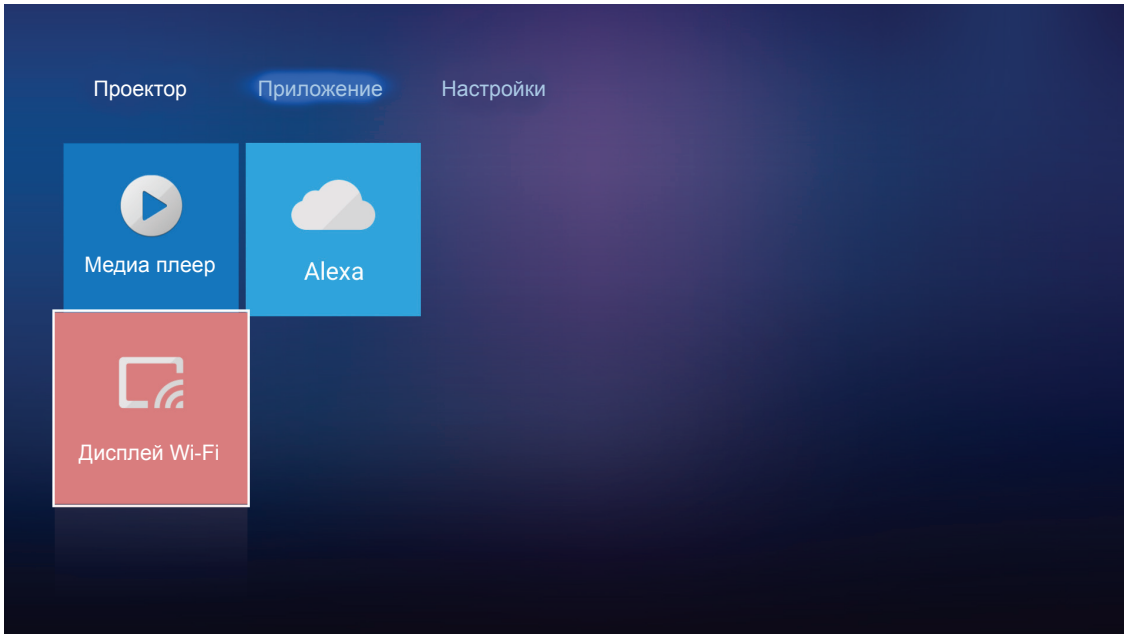 Проектор
Приложение
Настройки
Медиа плеер
Alexa
Дисплей Wi-Fi